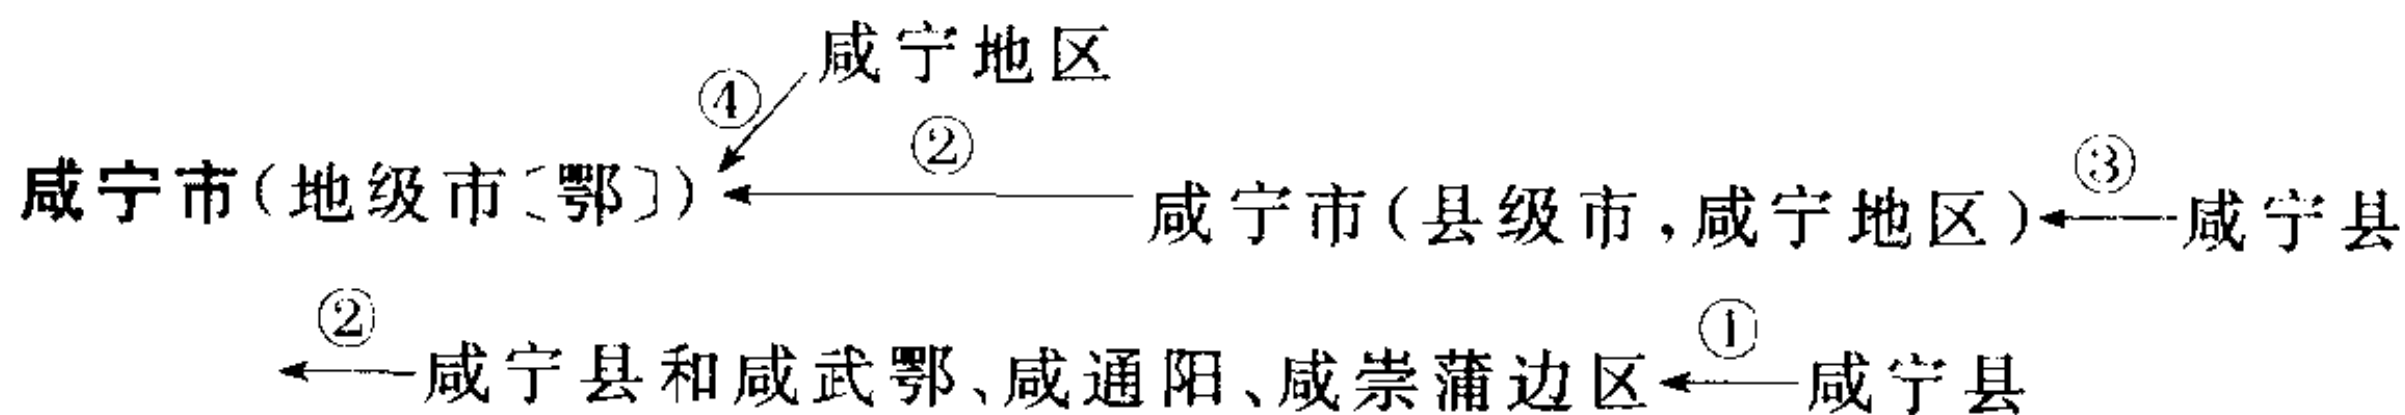 咸宁地区
④
②
③
咸宁市(地级市〔鄂〕)←咸宁市(县级市,咸宁地区)←咸宁县
② ①
←咸宁县和咸武鄂、咸通阳、咸崇蒲边区←咸宁县